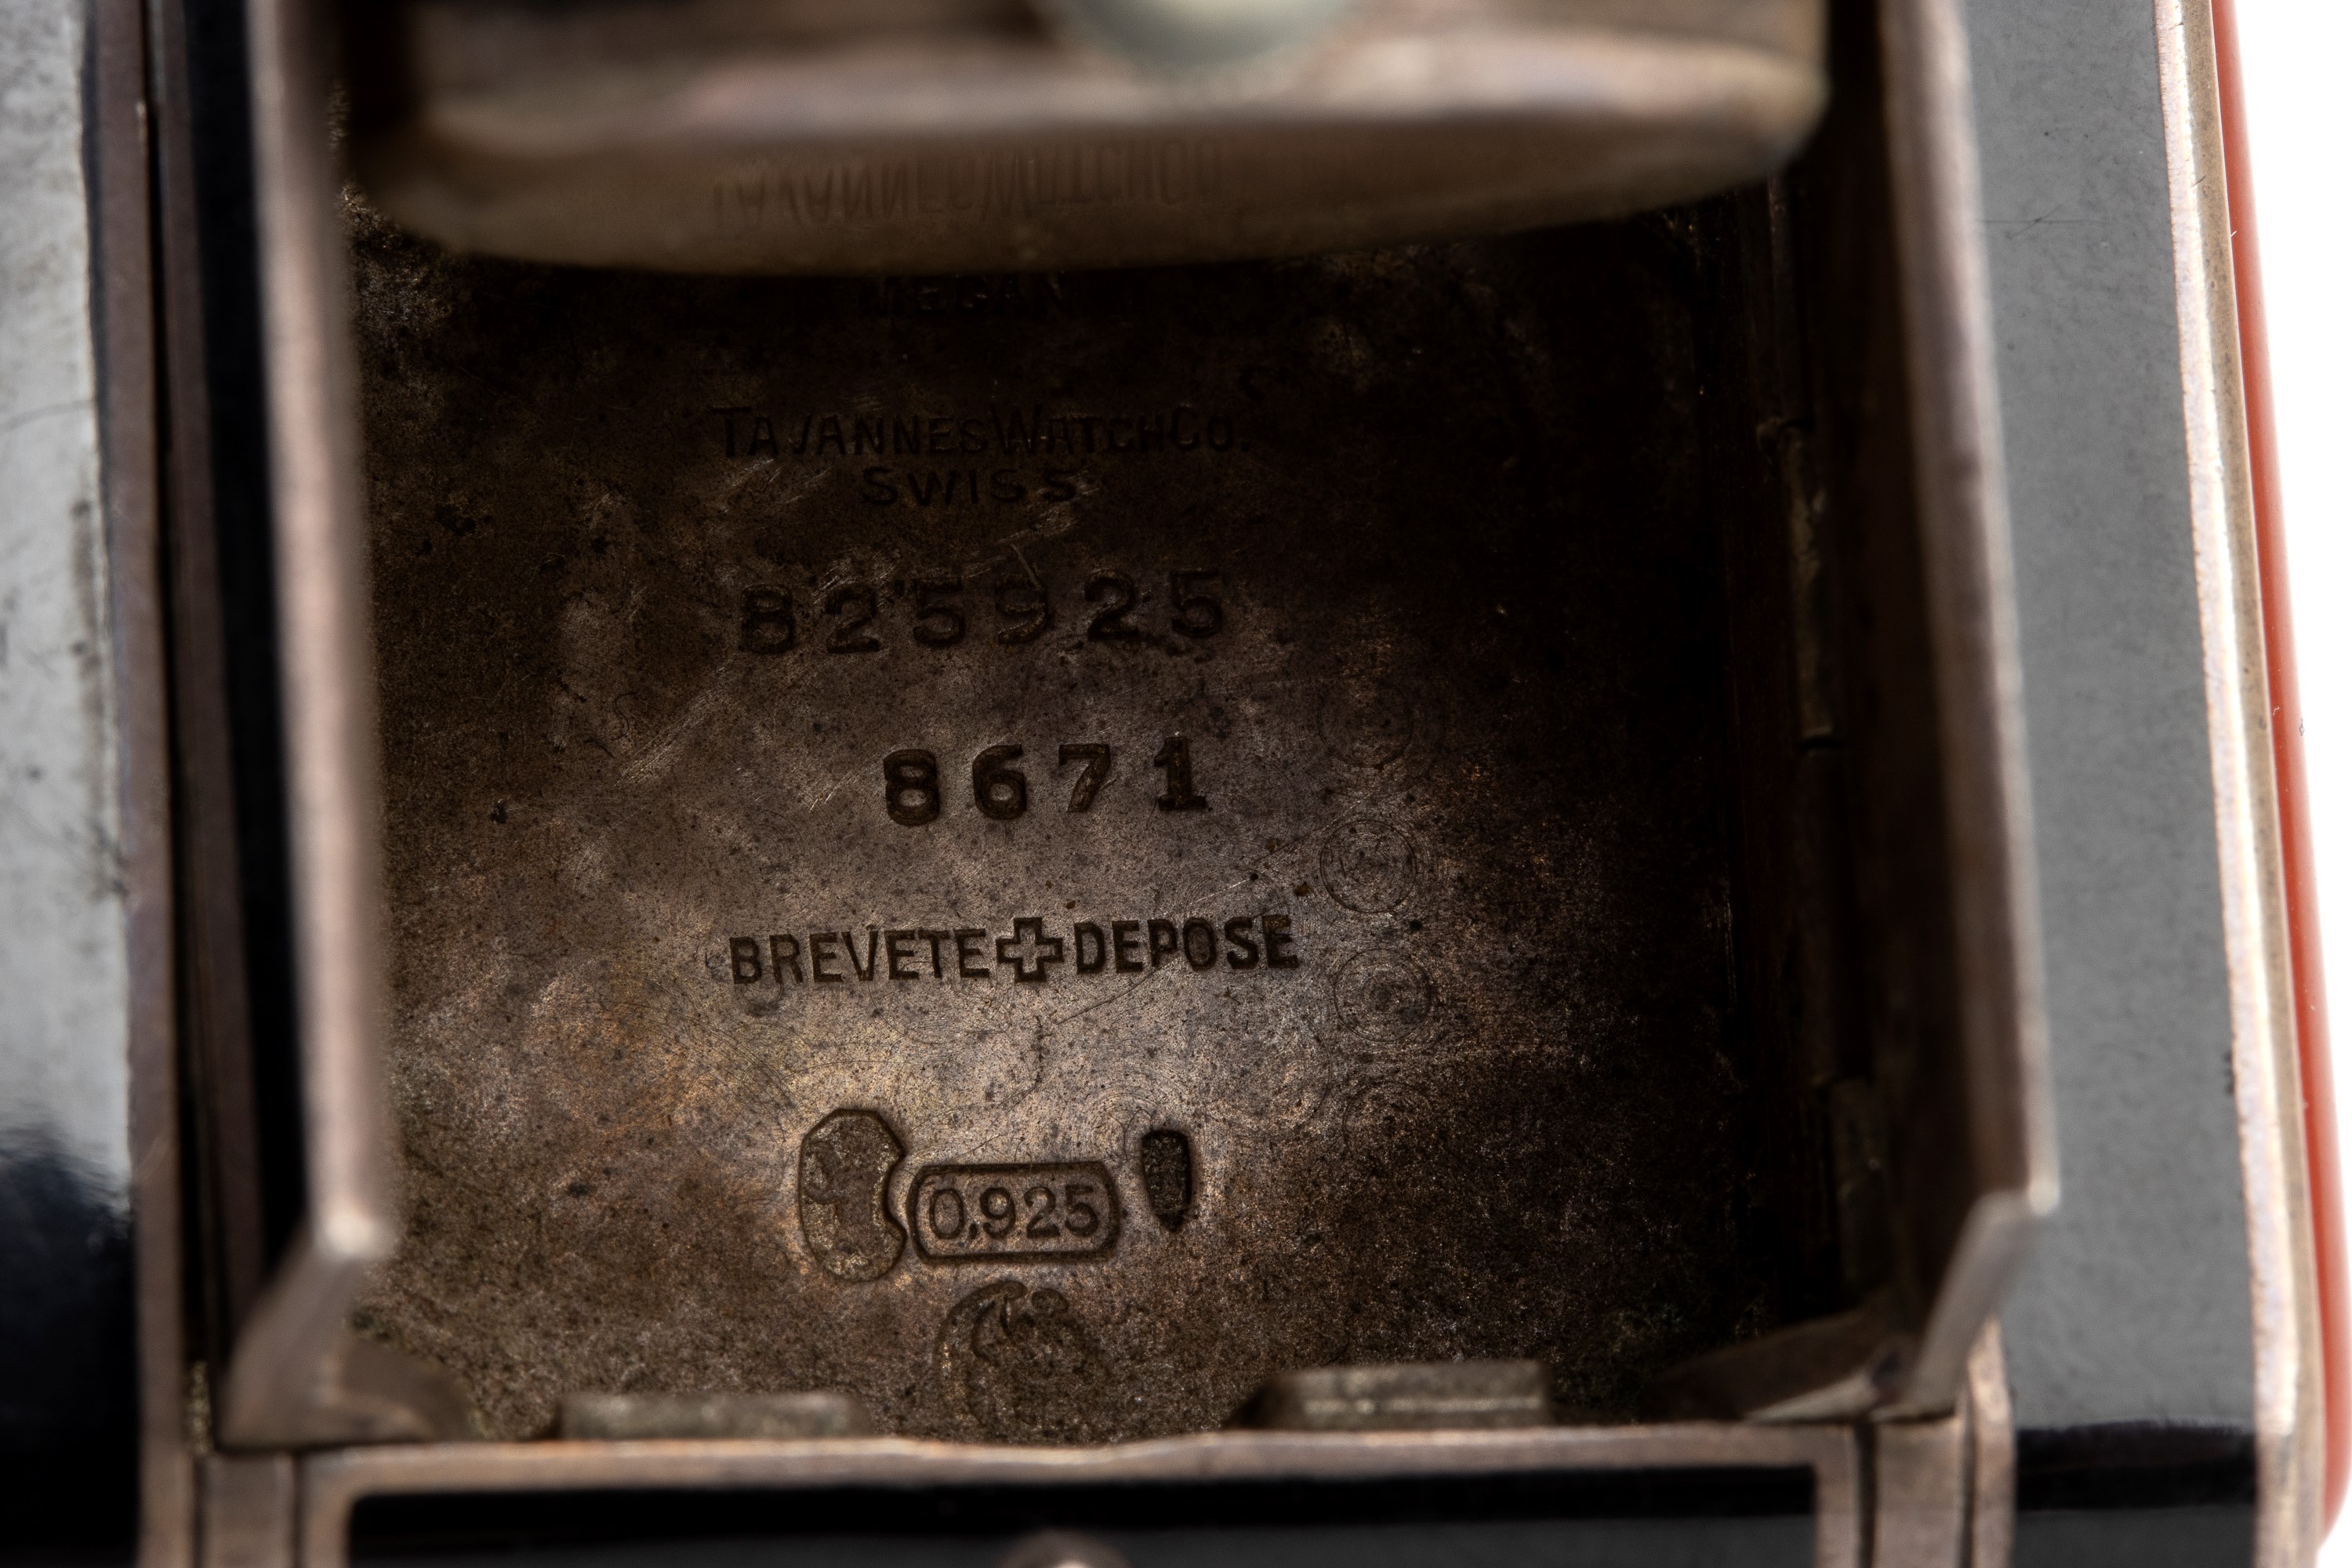 TAVANNES WATCH CO.
SWISS
825925
8671
BREVETE✚DEPOSE
0,925